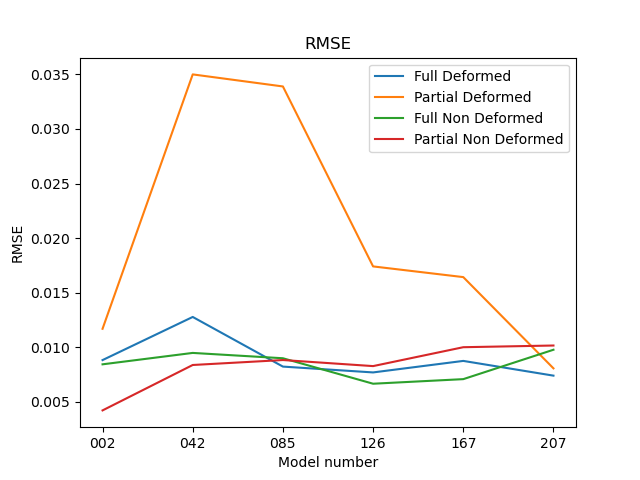 RMSE
Full Deformed
Partial Deformed
Full Non Deformed
Partial Non Deformed
0.035
0.030
0.025
0.020
0.015
0.010
0.005
RMSE
002 042 085 126 167 207
Model number